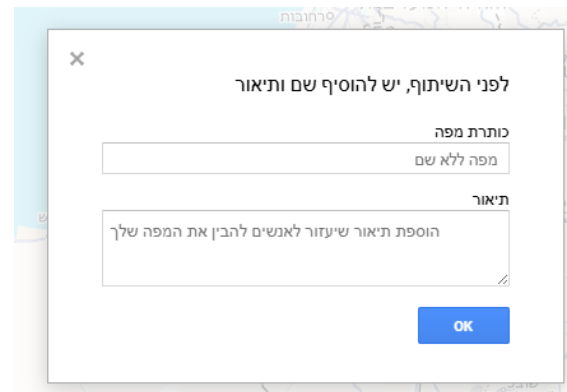 רחובות
×
לפני השיתוף, יש להוסיף שם ותיאור
כותרת מפה
מפה ללא שם
תיאור
הוספת תיאור שיעזור לאנשים להבין את המפה שלך
OK